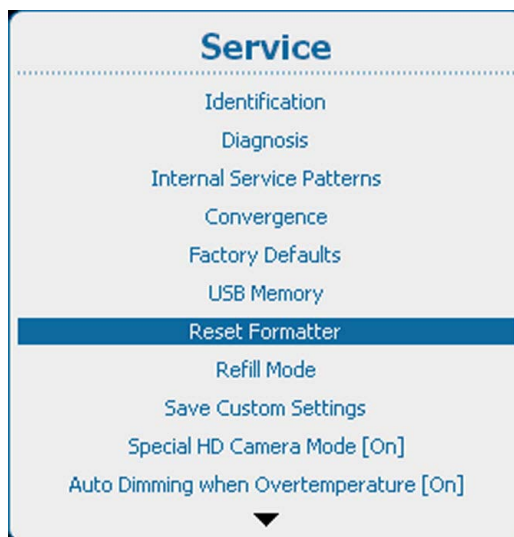 Service
Identification
Diagnosis
Internal Service Patterns
Convergence
Factory Defaults
USB Memory
Reset Formatter
Refill Mode
Save Custom Settings
Special HD Camera Mode [On]
Auto Dimming when Overtemperature [On]